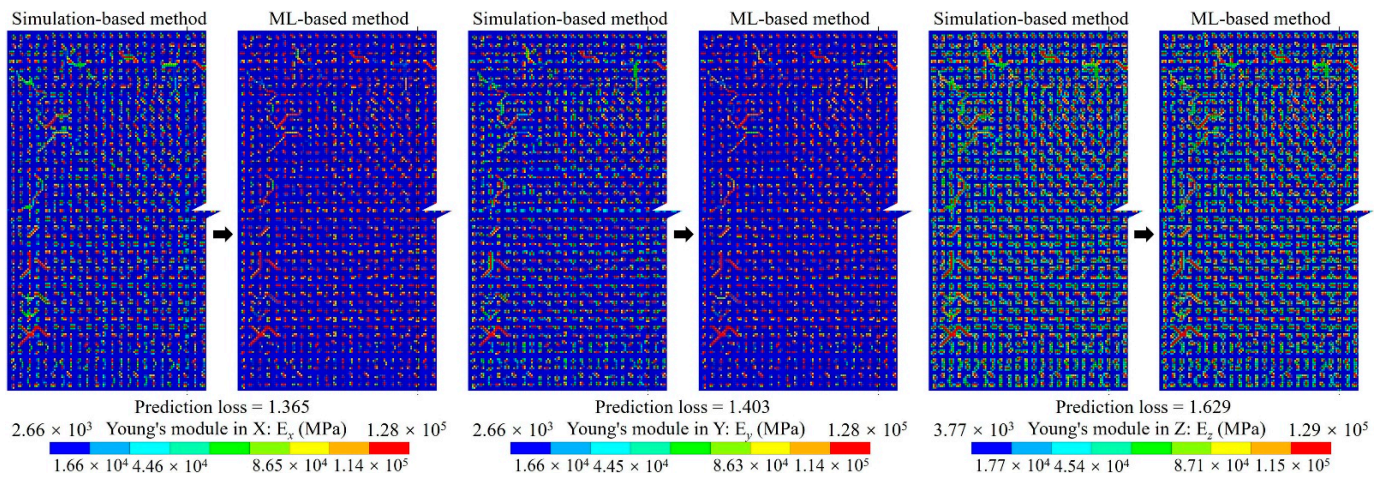 Simulation-based method ML-based method Simulation-based method ML-based method Simulation-based method ML-based method
Prediction loss = 1.365 Prediction loss = 1.403 Prediction loss = 1.629
2.66 × 10³ Young's module in X: Eₓ (MPa) 1.28 × 10⁵ 2.66 × 10³ Young's module in Y: E_y (MPa) 1.28 × 10⁵ 3.77 × 10³ Young's module in Z: E_z (MPa) 1.29 × 10⁵
1.66 × 10⁴ 4.46 × 10⁴ 8.65 × 10⁴ 1.14 × 10⁵ 1.66 × 10⁴ 4.45 × 10⁴ 8.63 × 10⁴ 1.14 × 10⁵ 1.77 × 10⁴ 4.54 × 10⁴ 8.71 × 10⁴ 1.15 × 10⁵